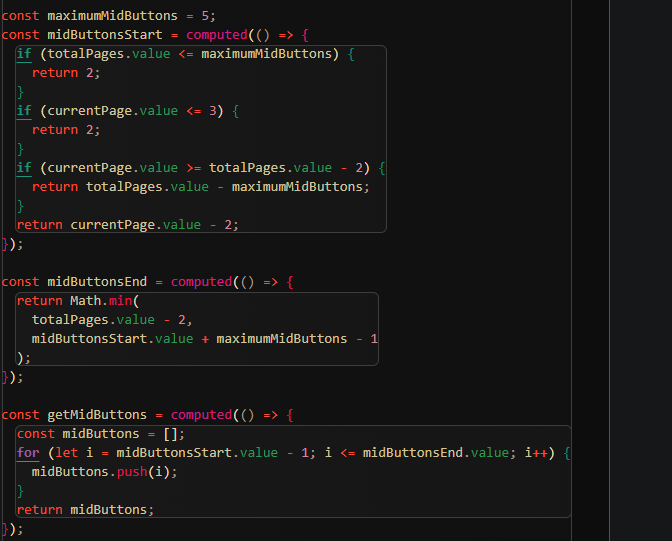 const maximumMidButtons = 5;
const midButtonsStart = computed(() => {
if (totalPages.value <= maximumMidButtons) {
return 2;
}
if (currentPage.value <= 3) {
return 2;
}
if (currentPage.value >= totalPages.value - 2) {
return totalPages.value - maximumMidButtons;
}
return currentPage.value - 2;
});
const midButtonsEnd = computed(() => {
return Math.min(
totalPages.value - 2,
midButtonsStart.value + maximumMidButtons - 1
);
});
const getMidButtons = computed(() => {
const midButtons = [];
for (let i = midButtonsStart.value - 1; i <= midButtonsEnd.value; i++) {
midButtons.push(i);
}
return midButtons;
});